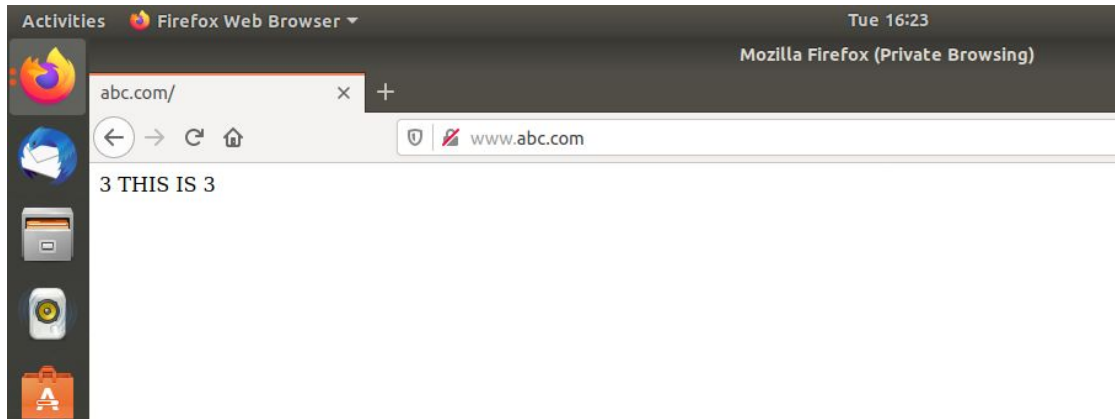 Activities Firefox Web Browser Tue 16:23
Mozilla Firefox (Private Browsing)
abc.com/
www.abc.com
3 THIS IS 3